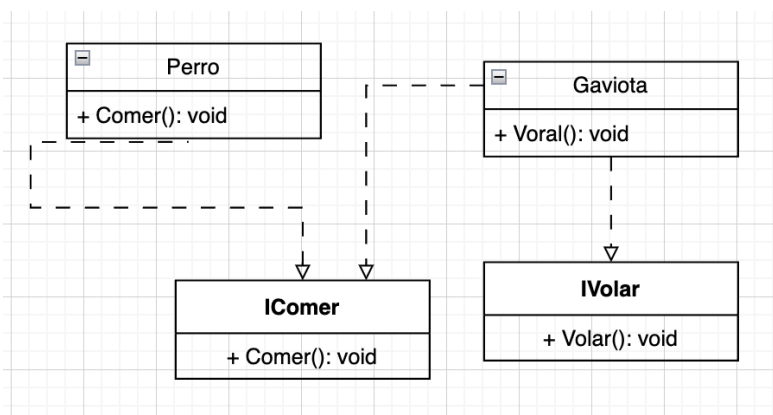 Perro
+ Comer(): void
Gaviota
+ Voral(): void
IComer
+ Comer(): void
IVolar
+ Volar(): void